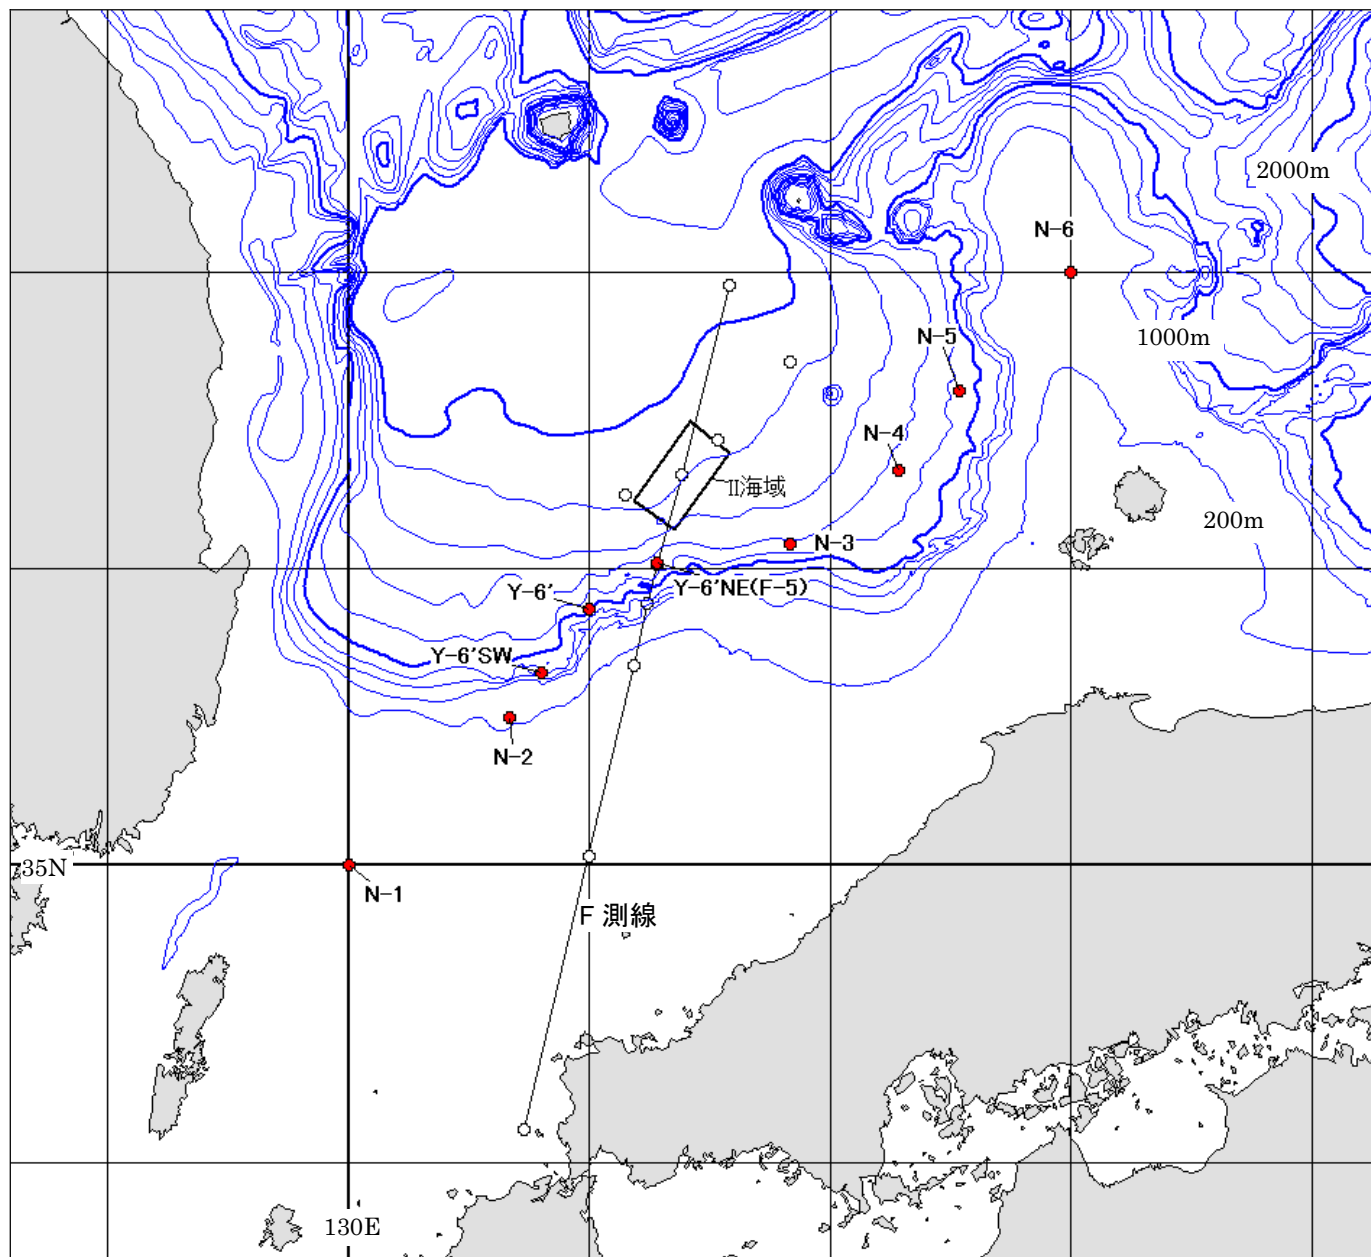 2000m
N-6
1000m
N-5
N-4
II海域
200m
N-3
Y-6'NE(F-5)
Y-6'
Y-6'SW
N-2
35N
N-1
F 測線
130E